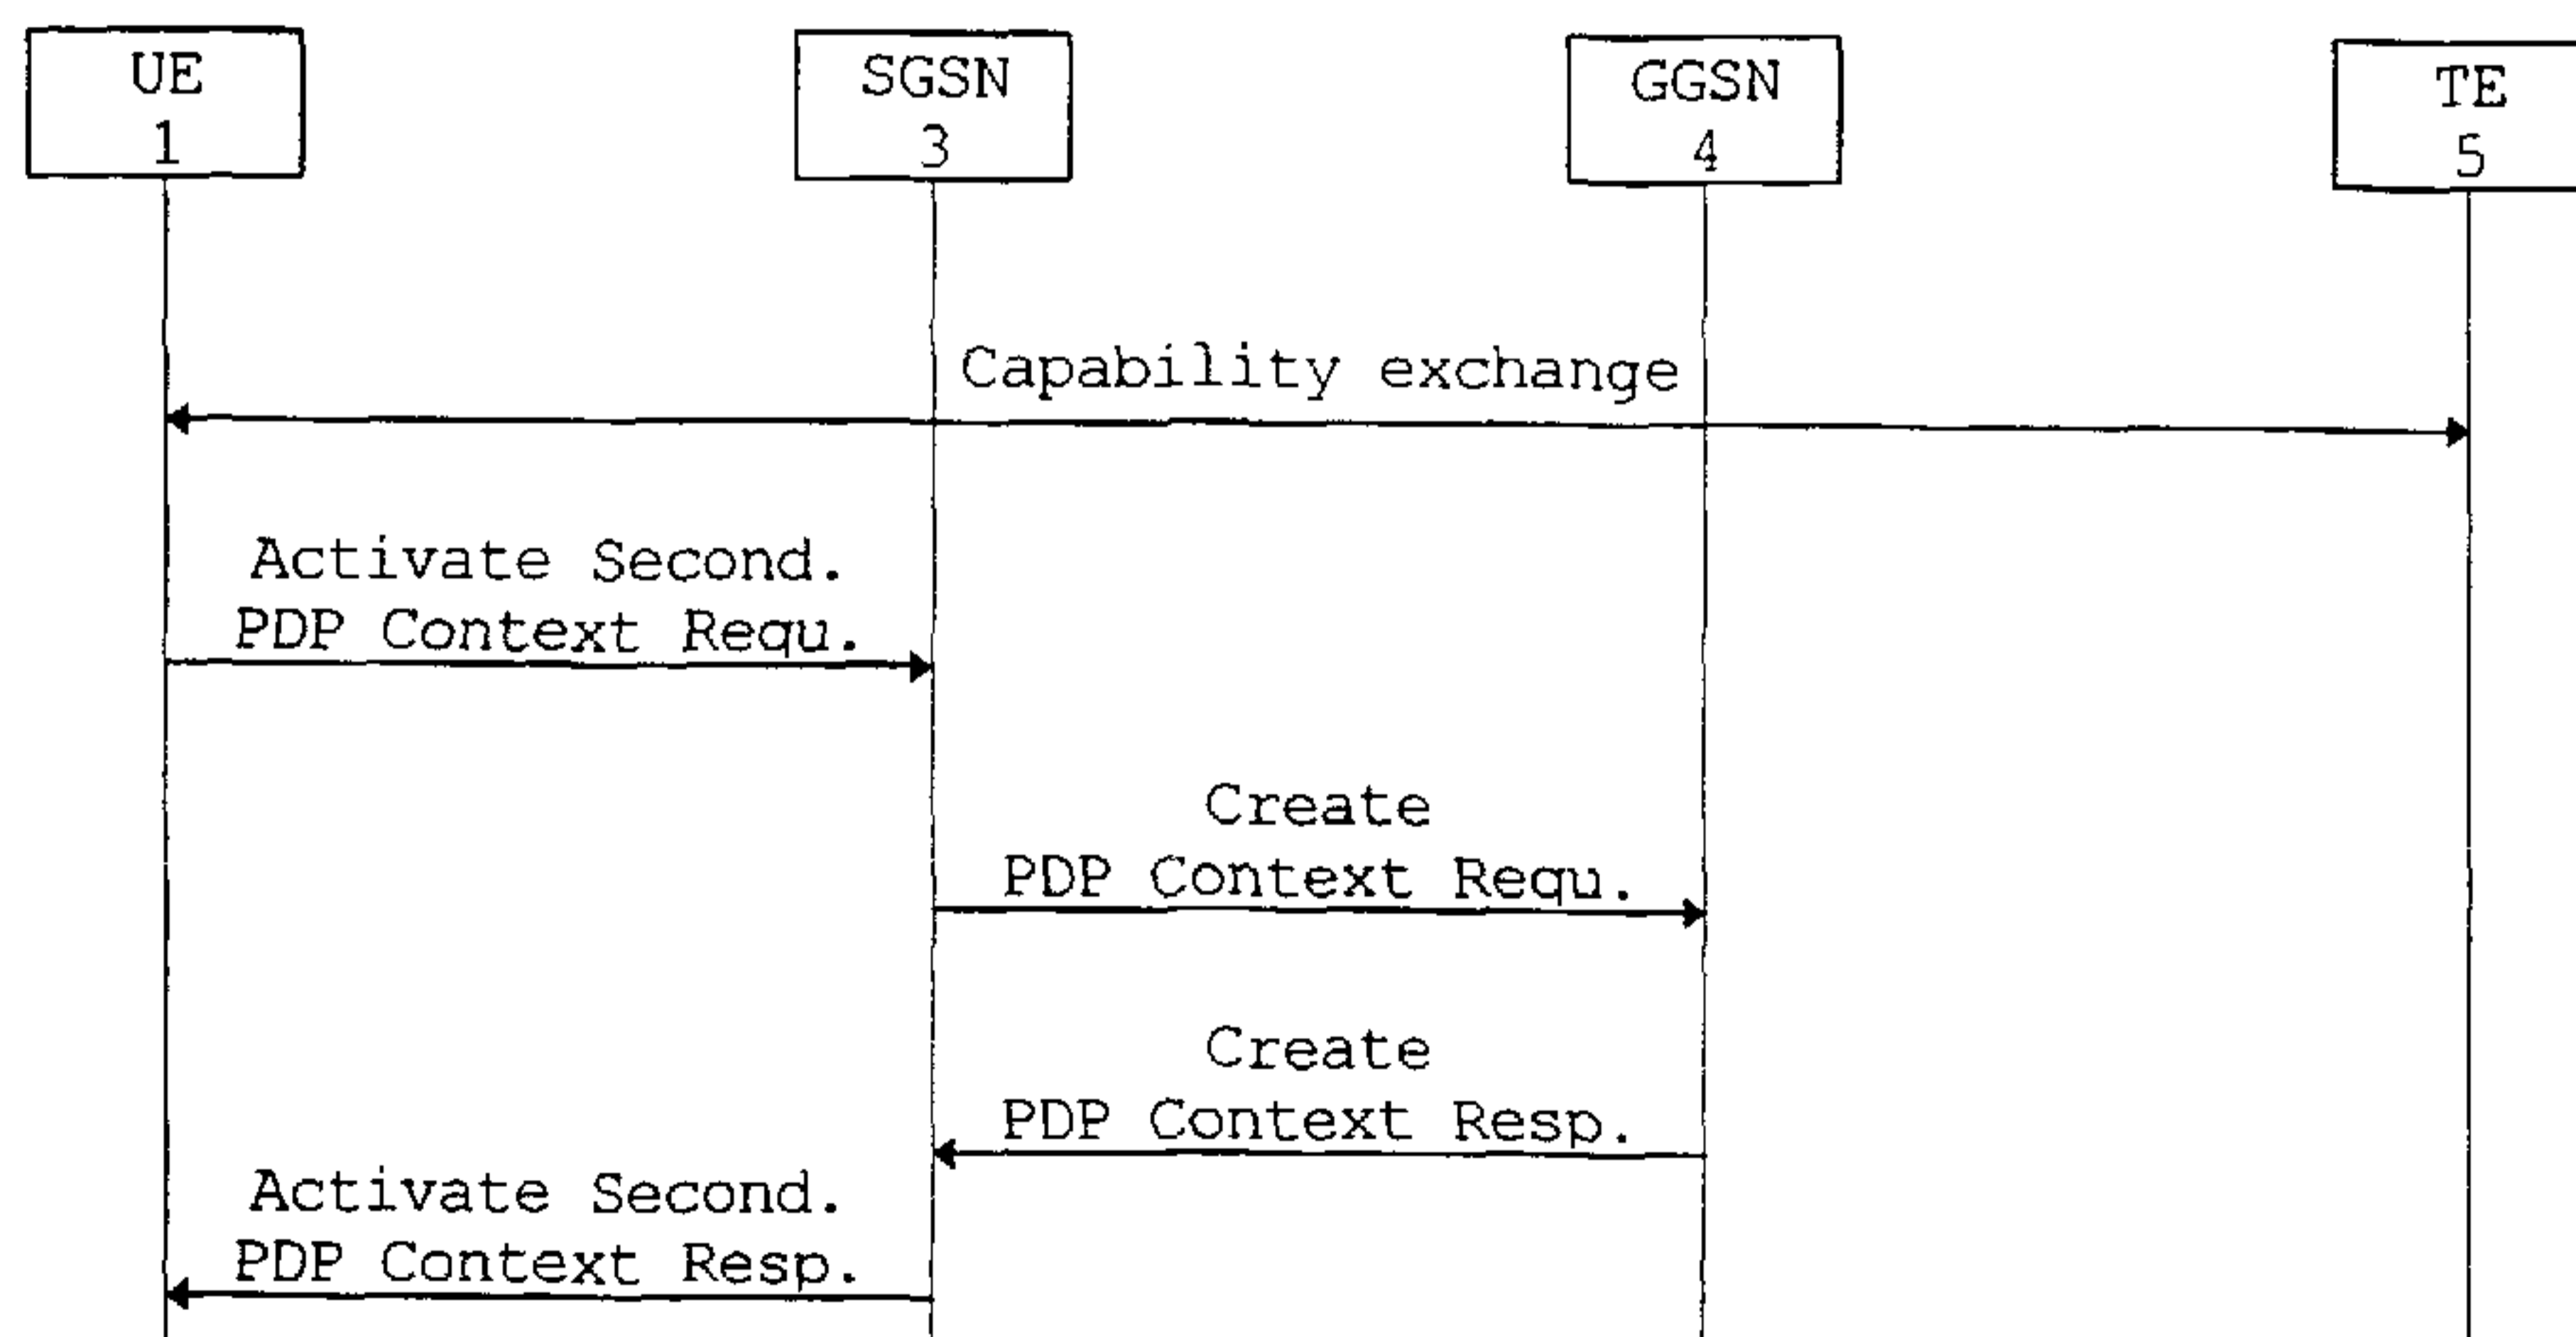 UE
1
SGSN
3
GGSN
4
TE
5
Capability exchange
Activate Second.
PDP Context Requ.
Create
PDP Context Requ.
Create
PDP Context Resp.
Activate Second.
PDP Context Resp.